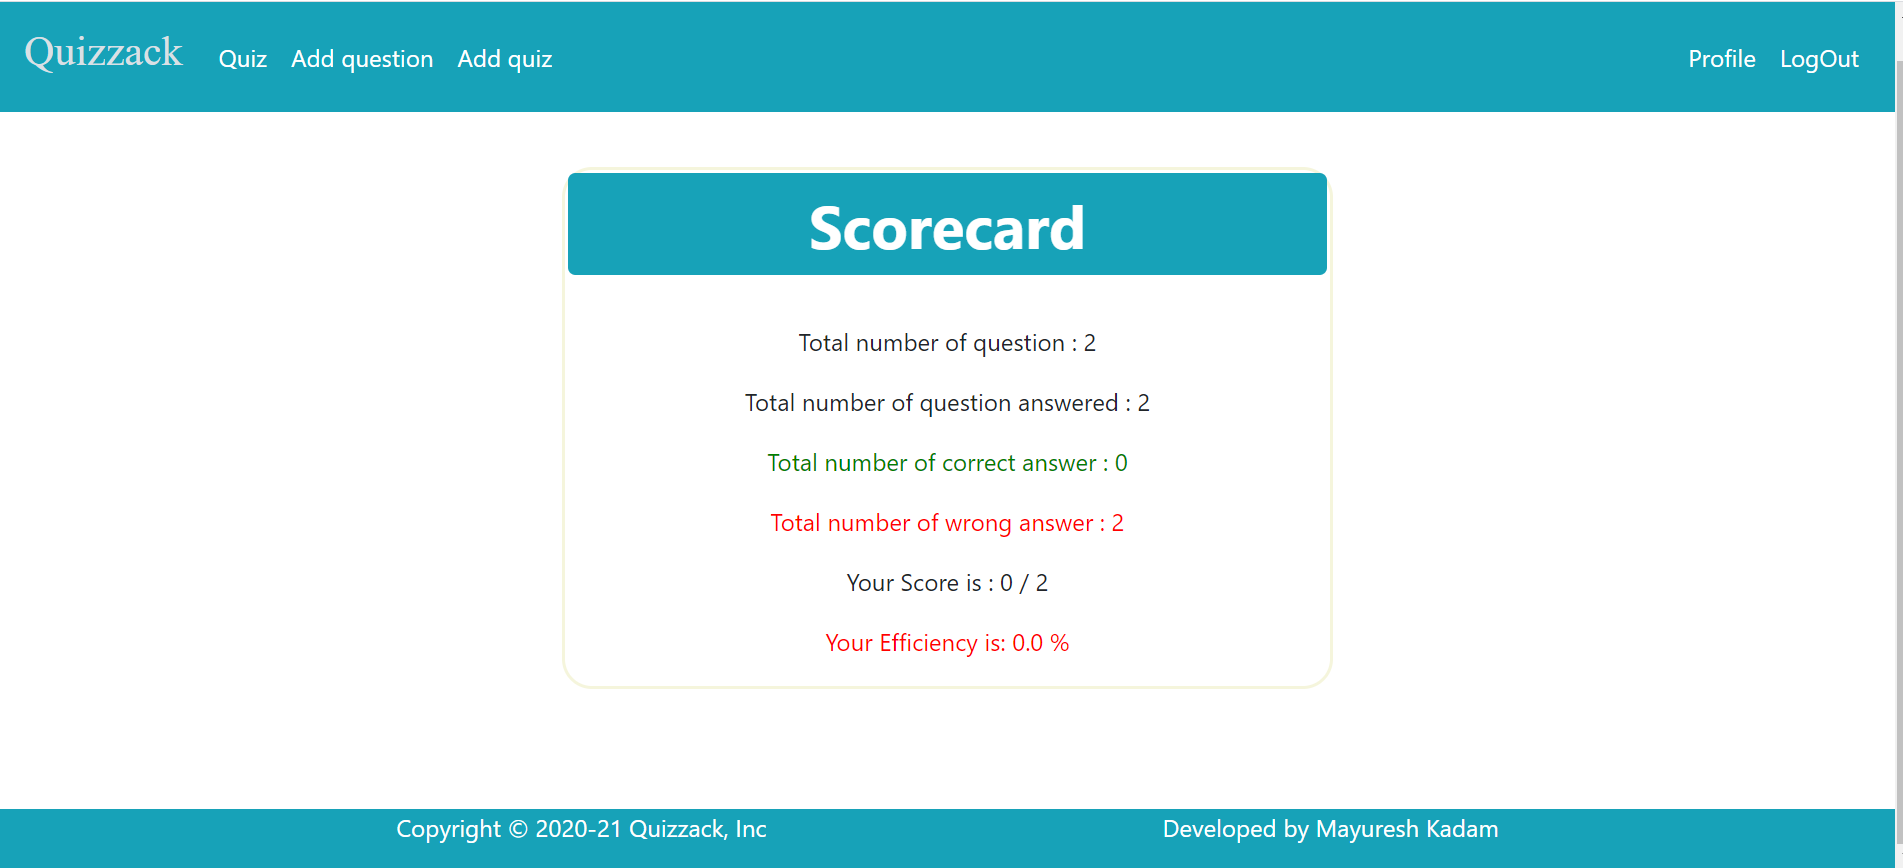 Quizzack Quiz Add question Add quiz Profile LogOut
Scorecard
Total number of question : 2
Total number of question answered : 2
Total number of correct answer : 0
Total number of wrong answer : 2
Your Score is : 0 / 2
Your Efficiency is: 0.0 %
Copyright © 2020-21 Quizzack, Inc Developed by Mayuresh Kadam